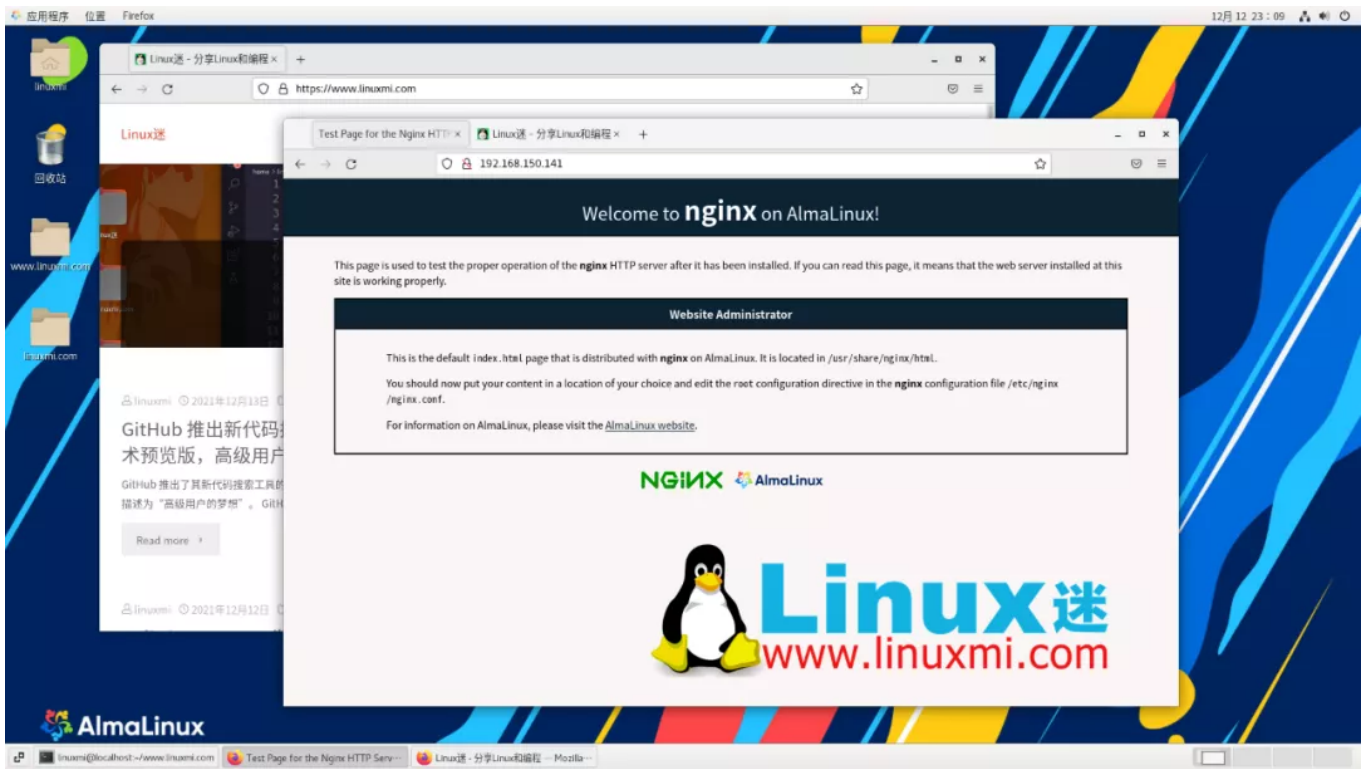 应用程序 位置 Firefox 12月 12 23：09
linuxmi
回收站
www.linuxmi.com
linuxmi.com
Linux迷 - 分享Linux和编程 × +
https://www.linuxmi.com
Linux迷
linuxmi 2021年12月13日
GitHub 推出新代码
术预览版，高级用户
GitHub 推出了其新代码搜索工具的
描述为“高级用户的梦想”。 GitH
Read more
linuxmi 2021年12月12日
Test Page for the Nginx HTTP × Linux迷 - 分享Linux和编程 × +
192.168.150.141
Welcome to nginx on AlmaLinux!
This page is used to test the proper operation of the nginx HTTP server after it has been installed. If you can read this page, it means that the web server installed at this
site is working properly.
Website Administrator
This is the default index.html page that is distributed with nginx on AlmaLinux. It is located in /usr/share/nginx/html.
You should now put your content in a location of your choice and edit the root configuration directive in the nginx configuration file /etc/nginx
/nginx.conf.
For information on AlmaLinux, please visit the AlmaLinux website.
NGINX AlmaLinux
Linux迷
www.linuxmi.com
AlmaLinux
linuxmi@localhost:~/www.linuxmi.com Test Page for the Nginx HTTP Serv… Linux迷 - 分享Linux和编程 — Mozilla…